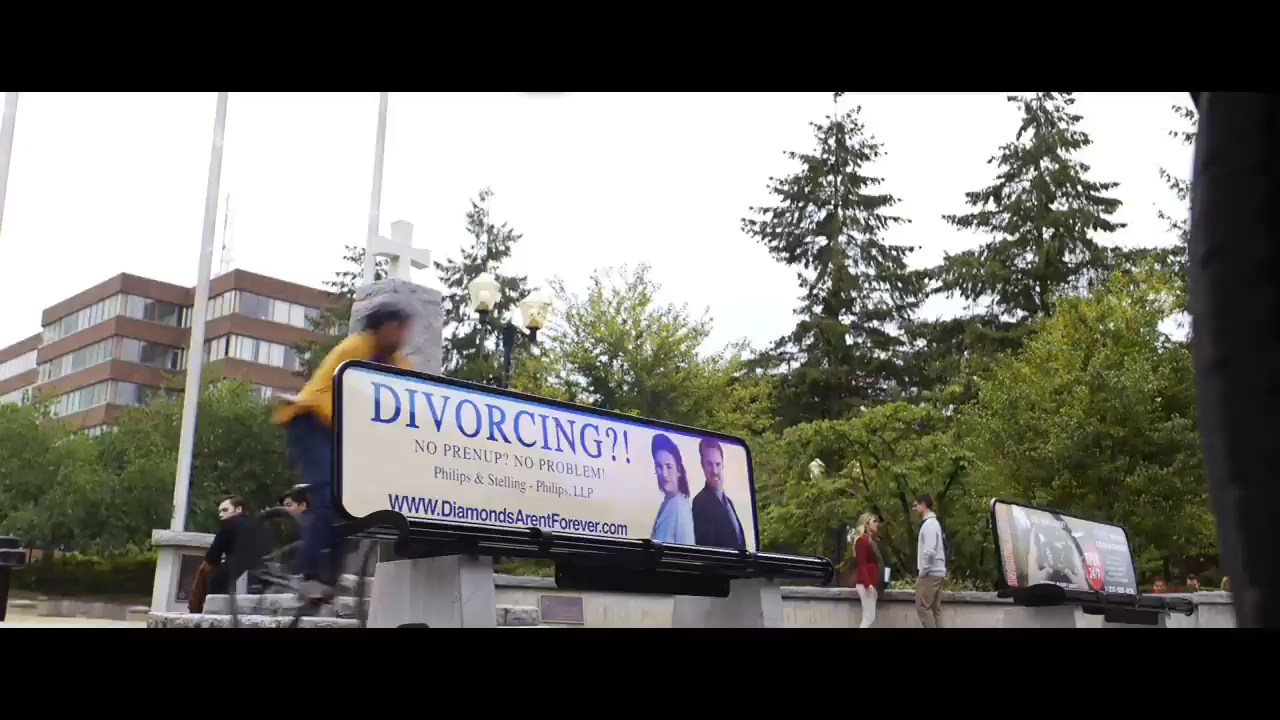 DIVORCING?!
NO PRENUP? NO PROBLEM!
Philips & Stelling - Philips, LLP
WWW.DiamondsArentForever.com